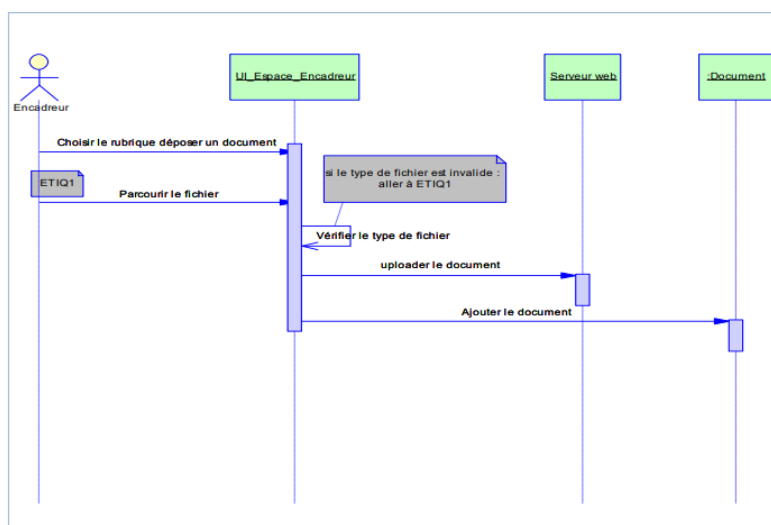 UI_Espace_Encadreur
Serveur web
:Document
Encadreur
Choisir le rubrique déposer un document
si le type de fichier est invalide :
aller à ETIQ1
ETIQ1
Parcourir le fichier
Vérifier le type de fichier
uploader le document
Ajouter le document